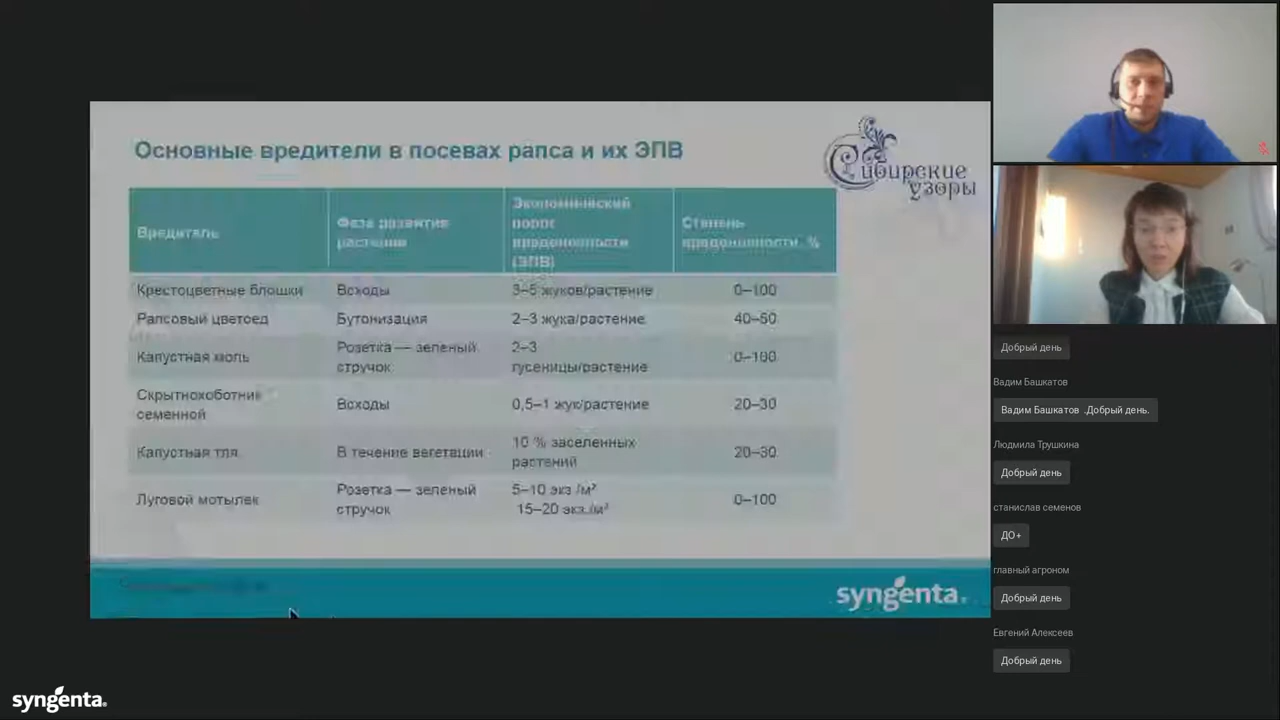 Основные вредители в посевах рапса и их ЭПВ
Сибирские
узоры
Вредитель
Фаза развития
растения
Экономический
порог
вредоносности
(ЭПВ)
Степень
вредоносности, %
Крестоцветные блошки
Всходы
3–5 жуков/растение
0–100
Рапсовый цветоед
Бутонизация
2–3 жука/растение
40–50
Капустная моль
Розетка — зеленый
стручок
2–3
гусеницы/растение
0–100
Скрытнохоботник
семенной
Всходы
0,5–1 жук/растение
20–30
Капустная тля
В течение вегетации
10 % заселенных
растений
20–30
Луговой мотылек
Розетка — зеленый
стручок
5–10 экз./м²
15–20 экз./м²
0–100
syngenta.
syngenta.
Добрый день
Вадим Башкатов
Вадим Башкатов .Добрый день.
Людмила Трушкина
Добрый день
станислав семенов
ДО+
главный агроном
Добрый день
Евгений Алексеев
Добрый день